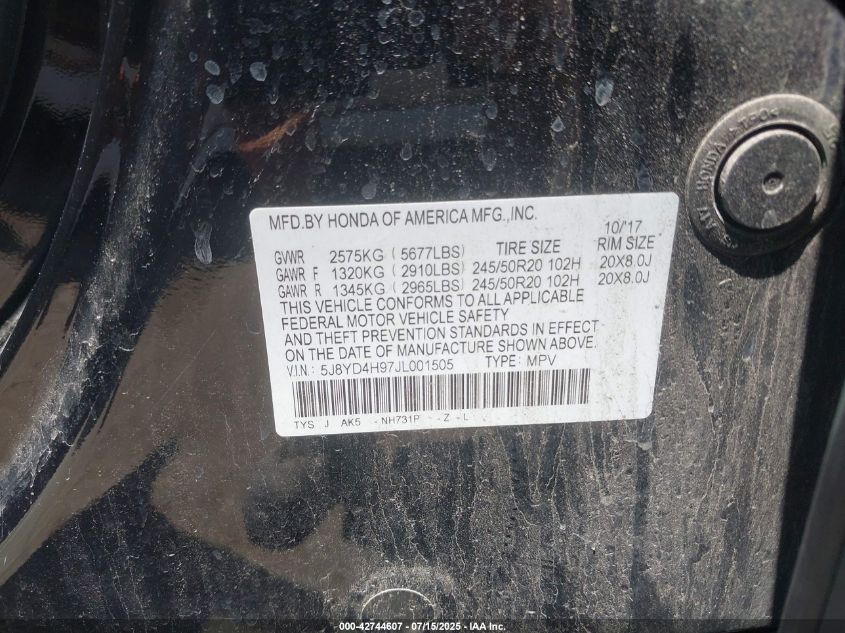 MFD.BY HONDA OF AMERICA MFG.,INC.
10/'17
GVWR 2575KG ( 5677LBS) TIRE SIZE RIM SIZE
GAWR F 1320KG ( 2910LBS) 245/50R20 102H 20X8.0J
GAWR R 1345KG ( 2965LBS) 245/50R20 102H 20X8.0J
THIS VEHICLE CONFORMS TO ALL APPLICABLE
FEDERAL MOTOR VEHICLE SAFETY
AND THEFT PREVENTION STANDARDS IN EFFECT
ON THE DATE OF MANUFACTURE SHOWN ABOVE.
V.I.N.: 5J8YD4H97JL001505 TYPE: MPV
TYS J AK5 -NH731P -Z-L
HONDA
000-42744607 - 07/15/2025 - IAA Inc.